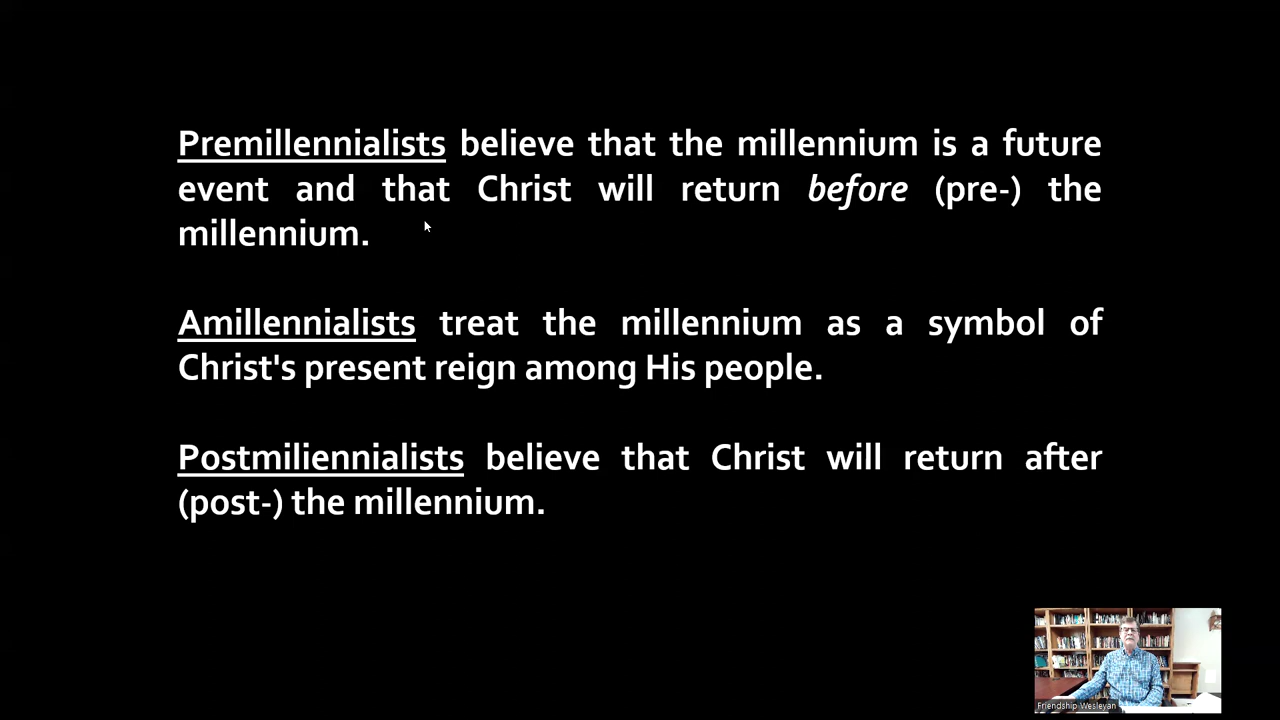 Premillennialists believe that the millennium is a future
event and that Christ will return before (pre-) the
millennium.
Amillennialists treat the millennium as a symbol of
Christ's present reign among His people.
Postmiliennialists believe that Christ will return after
(post-) the millennium.
Friendship Wesleyan